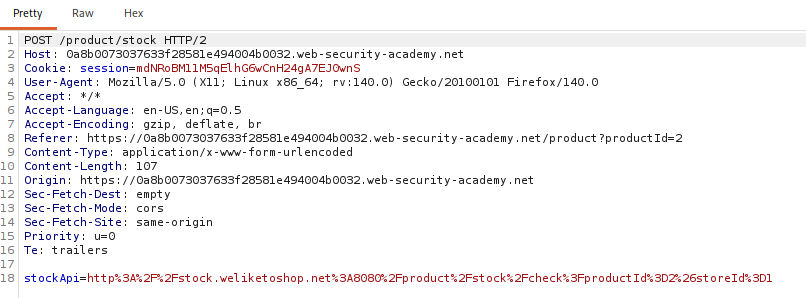 Pretty Raw Hex
1 POST /product/stock HTTP/2
2 Host: 0a8b0073037633f28581e494004b0032.web-security-academy.net
3 Cookie: session=mdNRoBM11M5qElhG6wCnH24gA7EJ0wnS
4 User-Agent: Mozilla/5.0 (X11; Linux x86_64; rv:140.0) Gecko/20100101 Firefox/140.0
5 Accept: */*
6 Accept-Language: en-US,en;q=0.5
7 Accept-Encoding: gzip, deflate, br
8 Referer: https://0a8b0073037633f28581e494004b0032.web-security-academy.net/product?productId=2
9 Content-Type: application/x-www-form-urlencoded
10 Content-Length: 107
11 Origin: https://0a8b0073037633f28581e494004b0032.web-security-academy.net
12 Sec-Fetch-Dest: empty
13 Sec-Fetch-Mode: cors
14 Sec-Fetch-Site: same-origin
15 Priority: u=0
16 Te: trailers
17
18 stockApi=http%3A%2F%2Fstock.weliketoshop.net%3A8080%2Fproduct%2Fstock%2Fcheck%3FproductId%3D2%26storeId%3D1